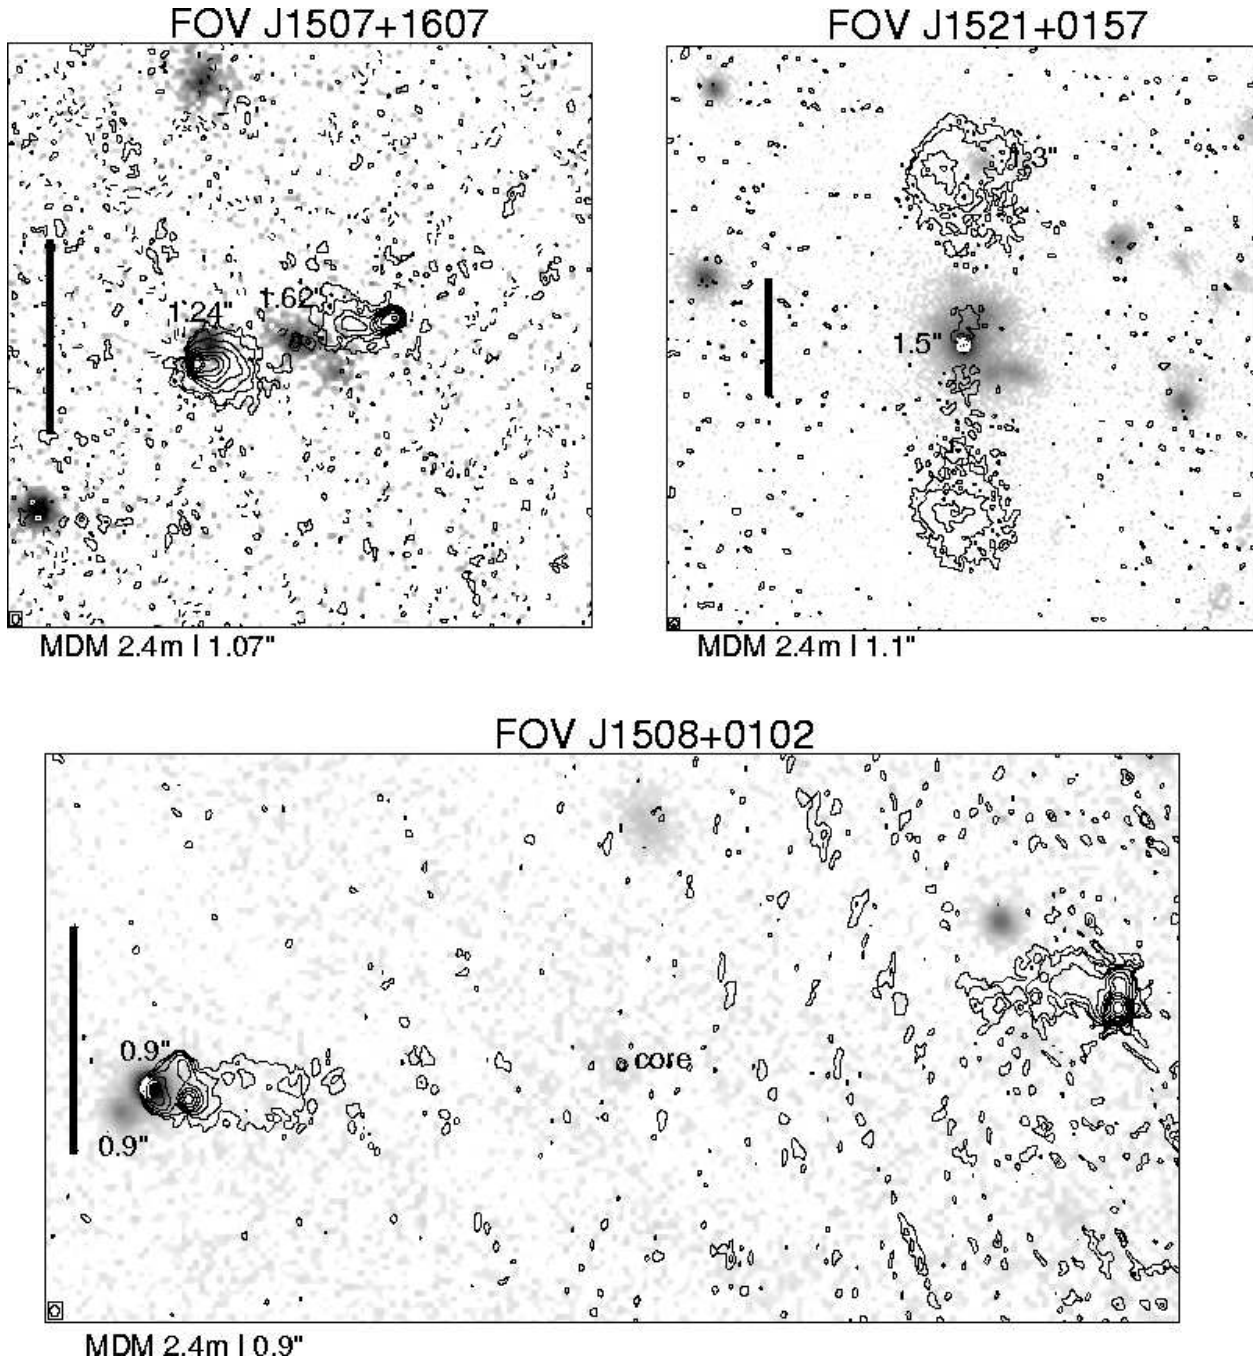 FOV J1507+1607
FOV J1521+0157
1.24"
1.62"
1.3"
1.5"
MDM 2.4m I 1.07"
MDM 2.4m I 1.1"
FOV J1508+0102
0.9"
core
0.9"
MDM 2.4m I 0.9"